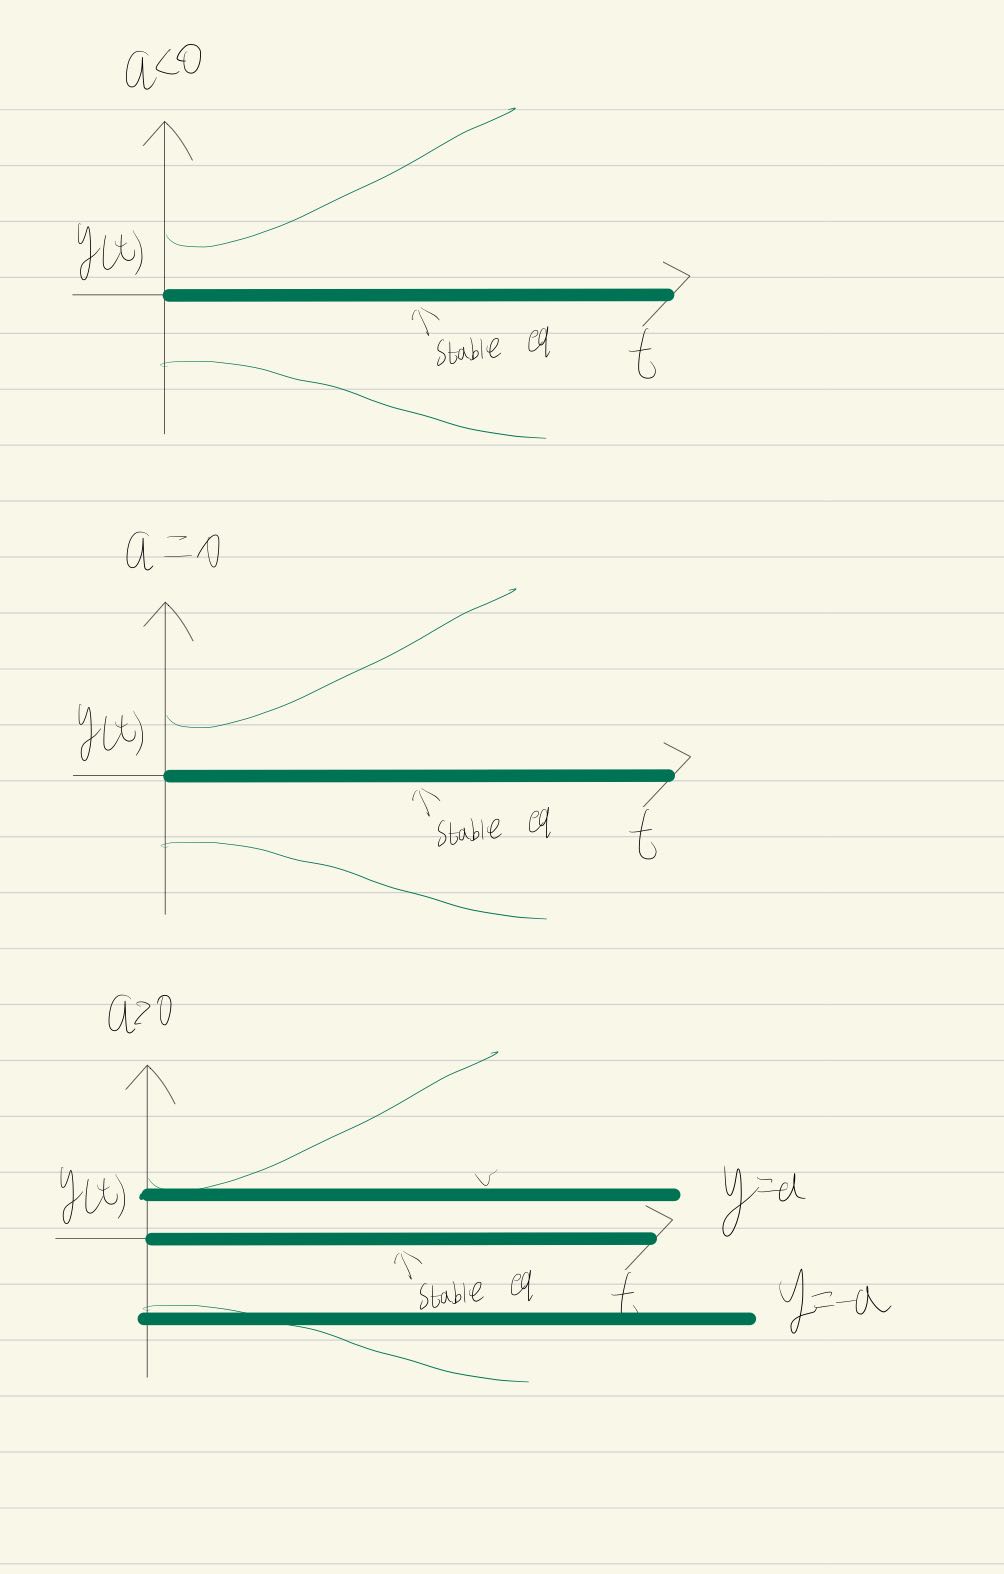 a<0
y(t)
stable eq
t
a=0
y(t)
stable eq
t
a>0
y(t)
y=a
stable eq
t
y=-a